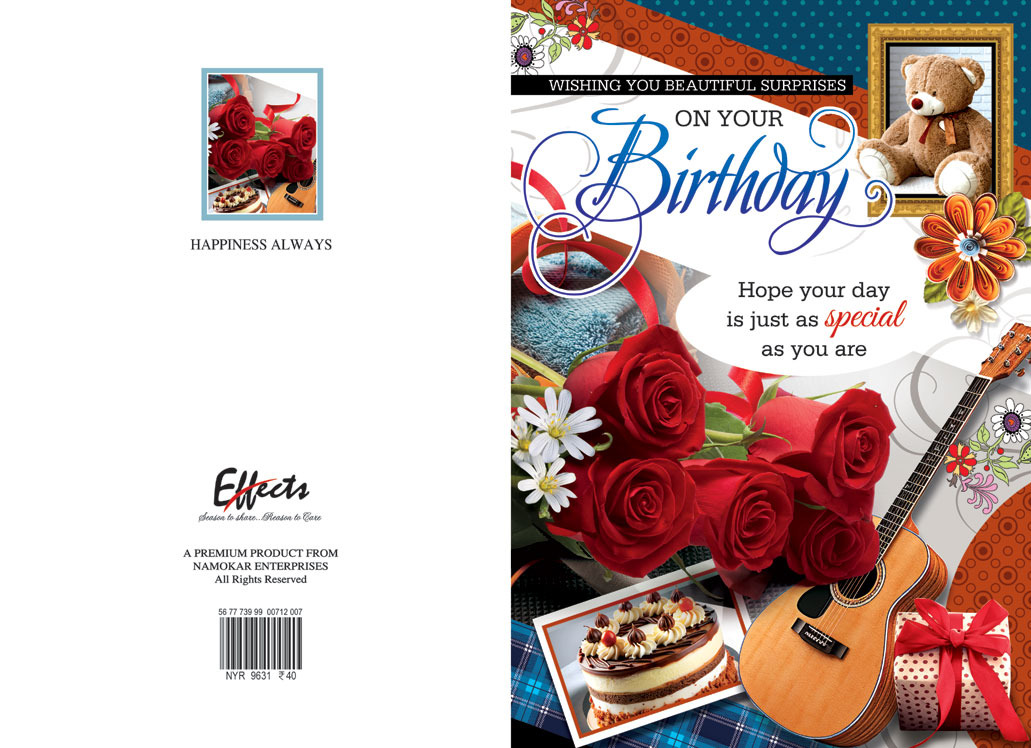 HAPPINESS ALWAYS
Effects
Season to share...Reason to Care
A PREMIUM PRODUCT FROM
NAMOKAR ENTERPRISES
All Rights Reserved
56 77 739 99 00712 007
NYR 9631 ₹ 40
WISHING YOU BEAUTIFUL SURPRISES
ON YOUR
Birthday
Hope your day
is just as special
as you are